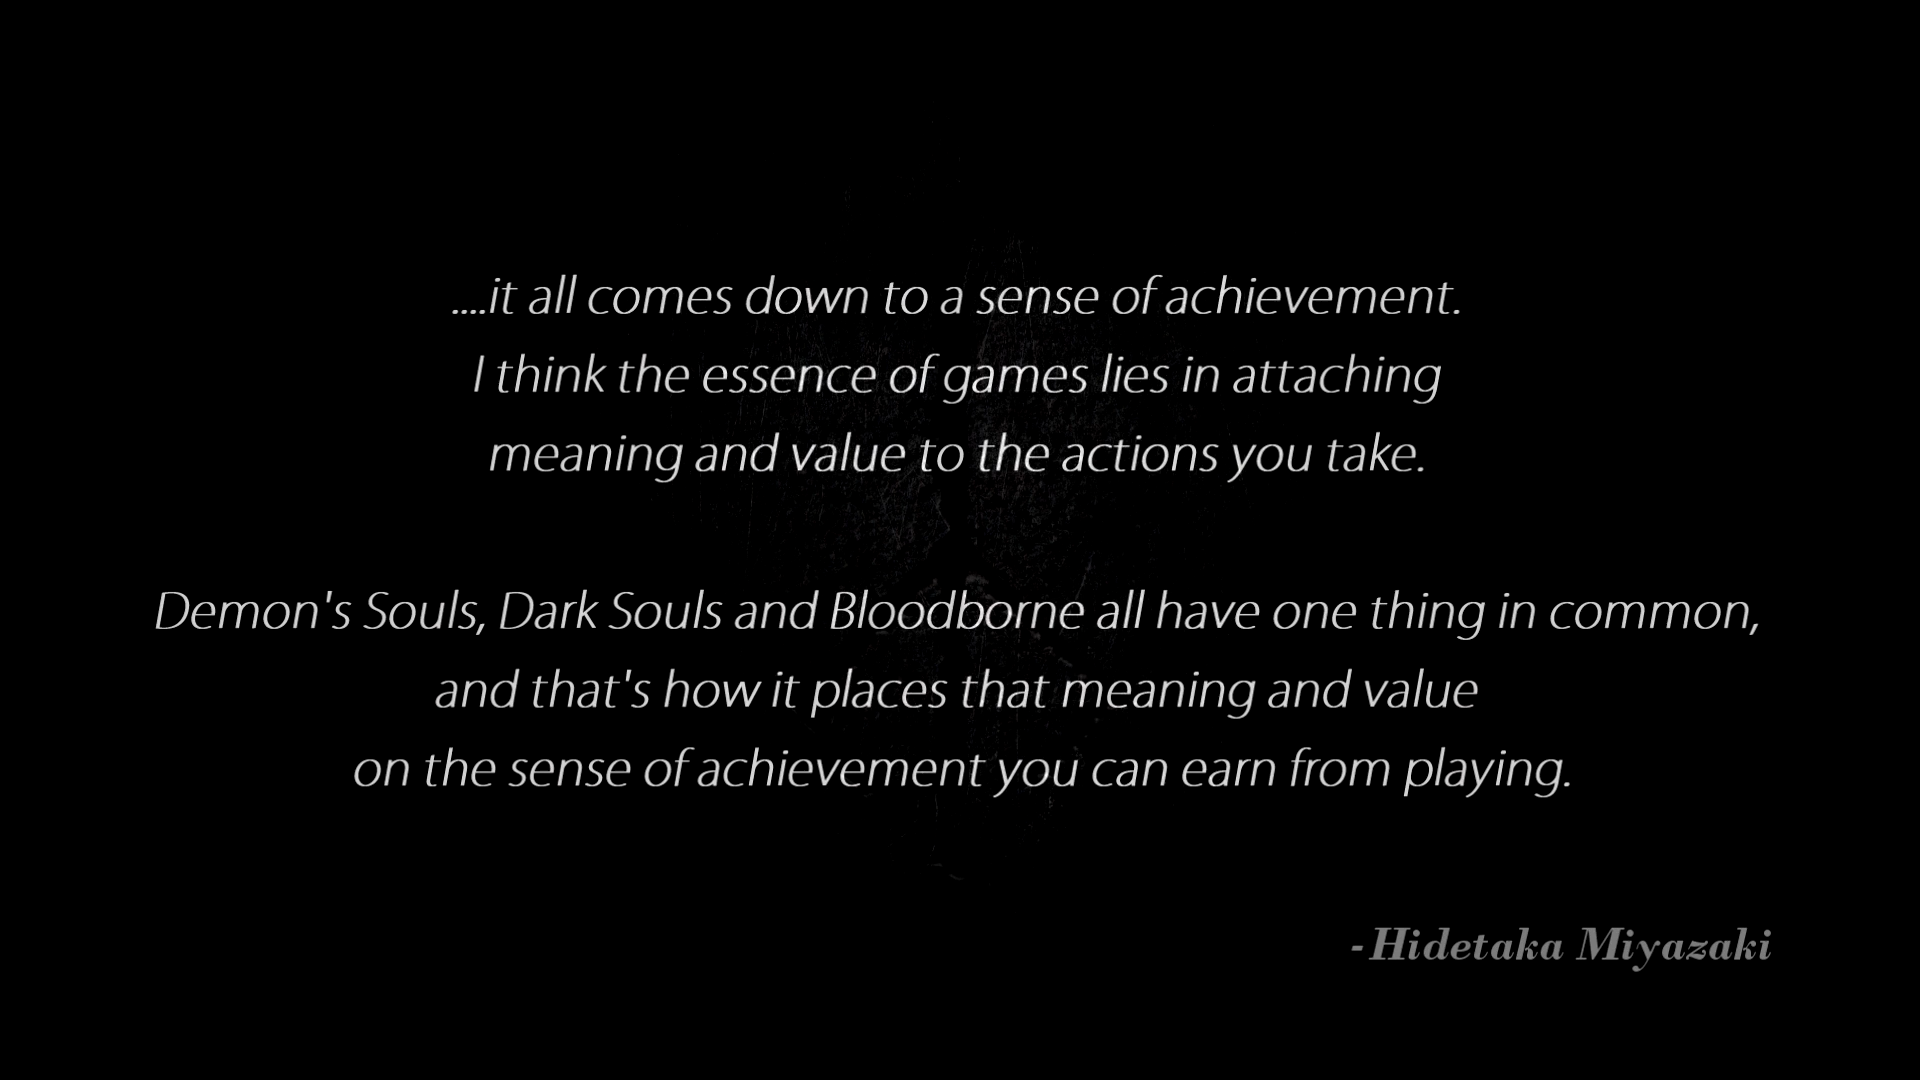 ....it all comes down to a sense of achievement.
I think the essence of games lies in attaching
meaning and value to the actions you take.
Demon's Souls, Dark Souls and Bloodborne all have one thing in common,
and that's how it places that meaning and value
on the sense of achievement you can earn from playing.
-Hidetaka Miyazaki